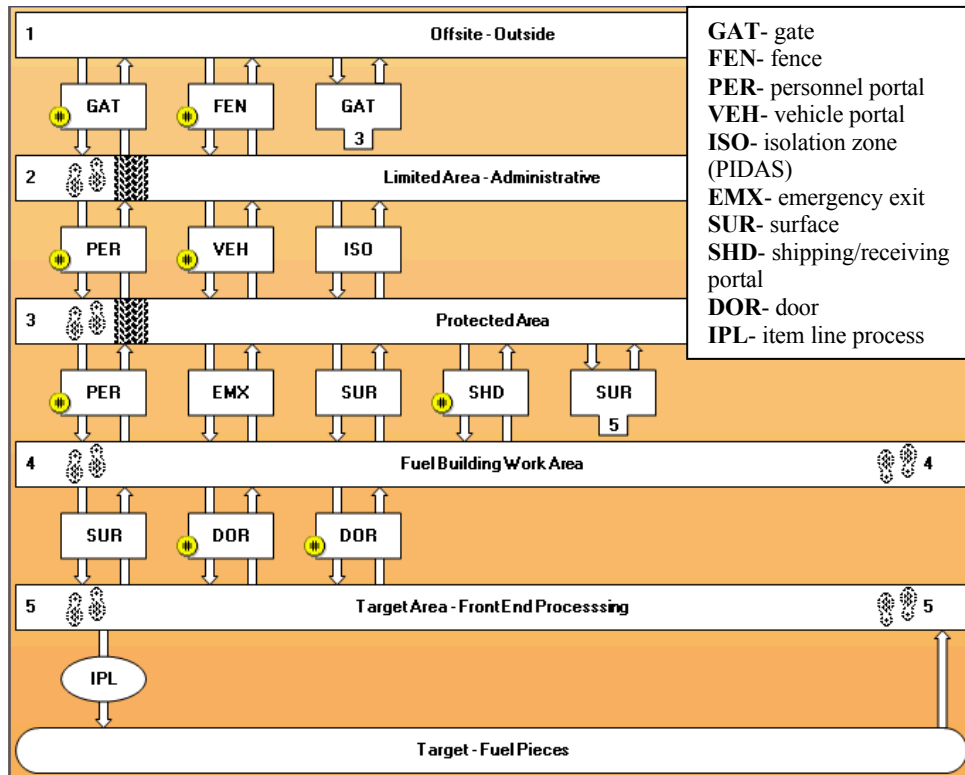 1 Offsite - Outside
GAT FEN GAT
3
2 Limited Area - Administrative
PER VEH ISO
3 Protected Area
PER EMX SUR SHD SUR
5
4 Fuel Building Work Area 4
SUR DOR DOR
5 Target Area - Front End Processsing 5
IPL
Target - Fuel Pieces
GAT- gate
FEN- fence
PER- personnel portal
VEH- vehicle portal
ISO- isolation zone
(PIDAS)
EMX- emergency exit
SUR- surface
SHD- shipping/receiving
portal
DOR- door
IPL- item line process